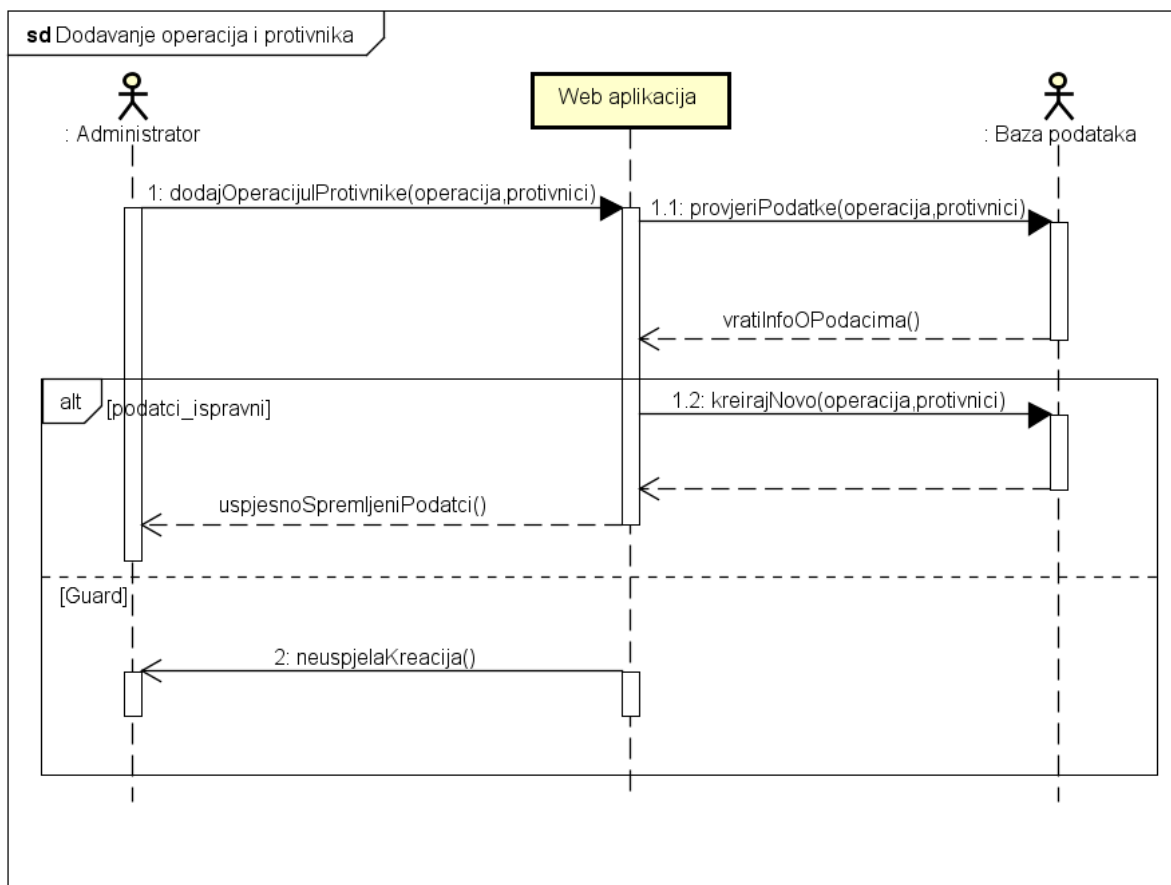 sd Dodavanje operacija i protivnika
Web aplikacija
: Administrator
: Baza podataka
1: dodajOperacijuIProtivnike(operacija,protivnici)
1.1: provjeriPodatke(operacija,protivnici)
vratiInfoOPodacima()
alt
[podatci_ispravni]
1.2: kreirajNovo(operacija,protivnici)
uspjesnoSpremljeniPodatci()
[Guard]
2: neuspjelaKreacija()